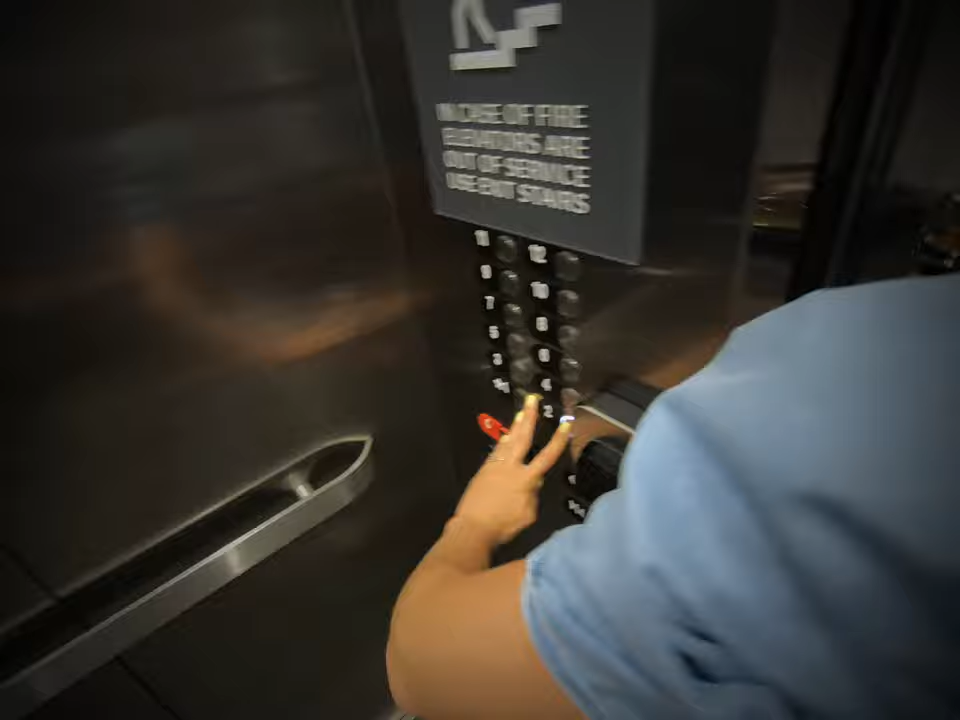 IN CASE OF FIRE
ELEVATORS ARE
OUT OF SERVICE
USE EXIT STAIRS
11 12
9 10
7 8
5 6
3 4
2